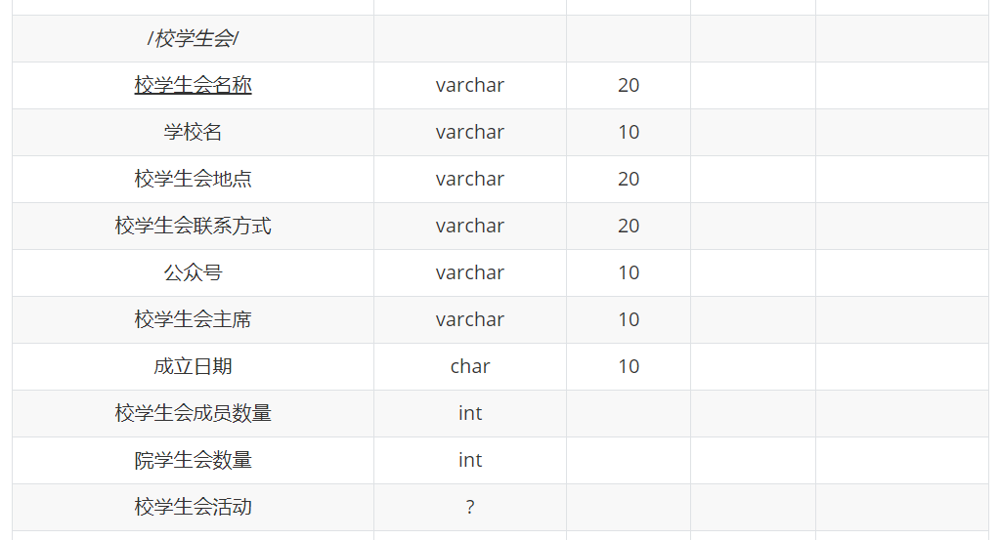 /校学生会/
校学生会名称 varchar 20
学校名 varchar 10
校学生会地点 varchar 20
校学生会联系方式 varchar 20
公众号 varchar 10
校学生会主席 varchar 10
成立日期 char 10
校学生会成员数量 int
院学生会数量 int
校学生会活动 ?